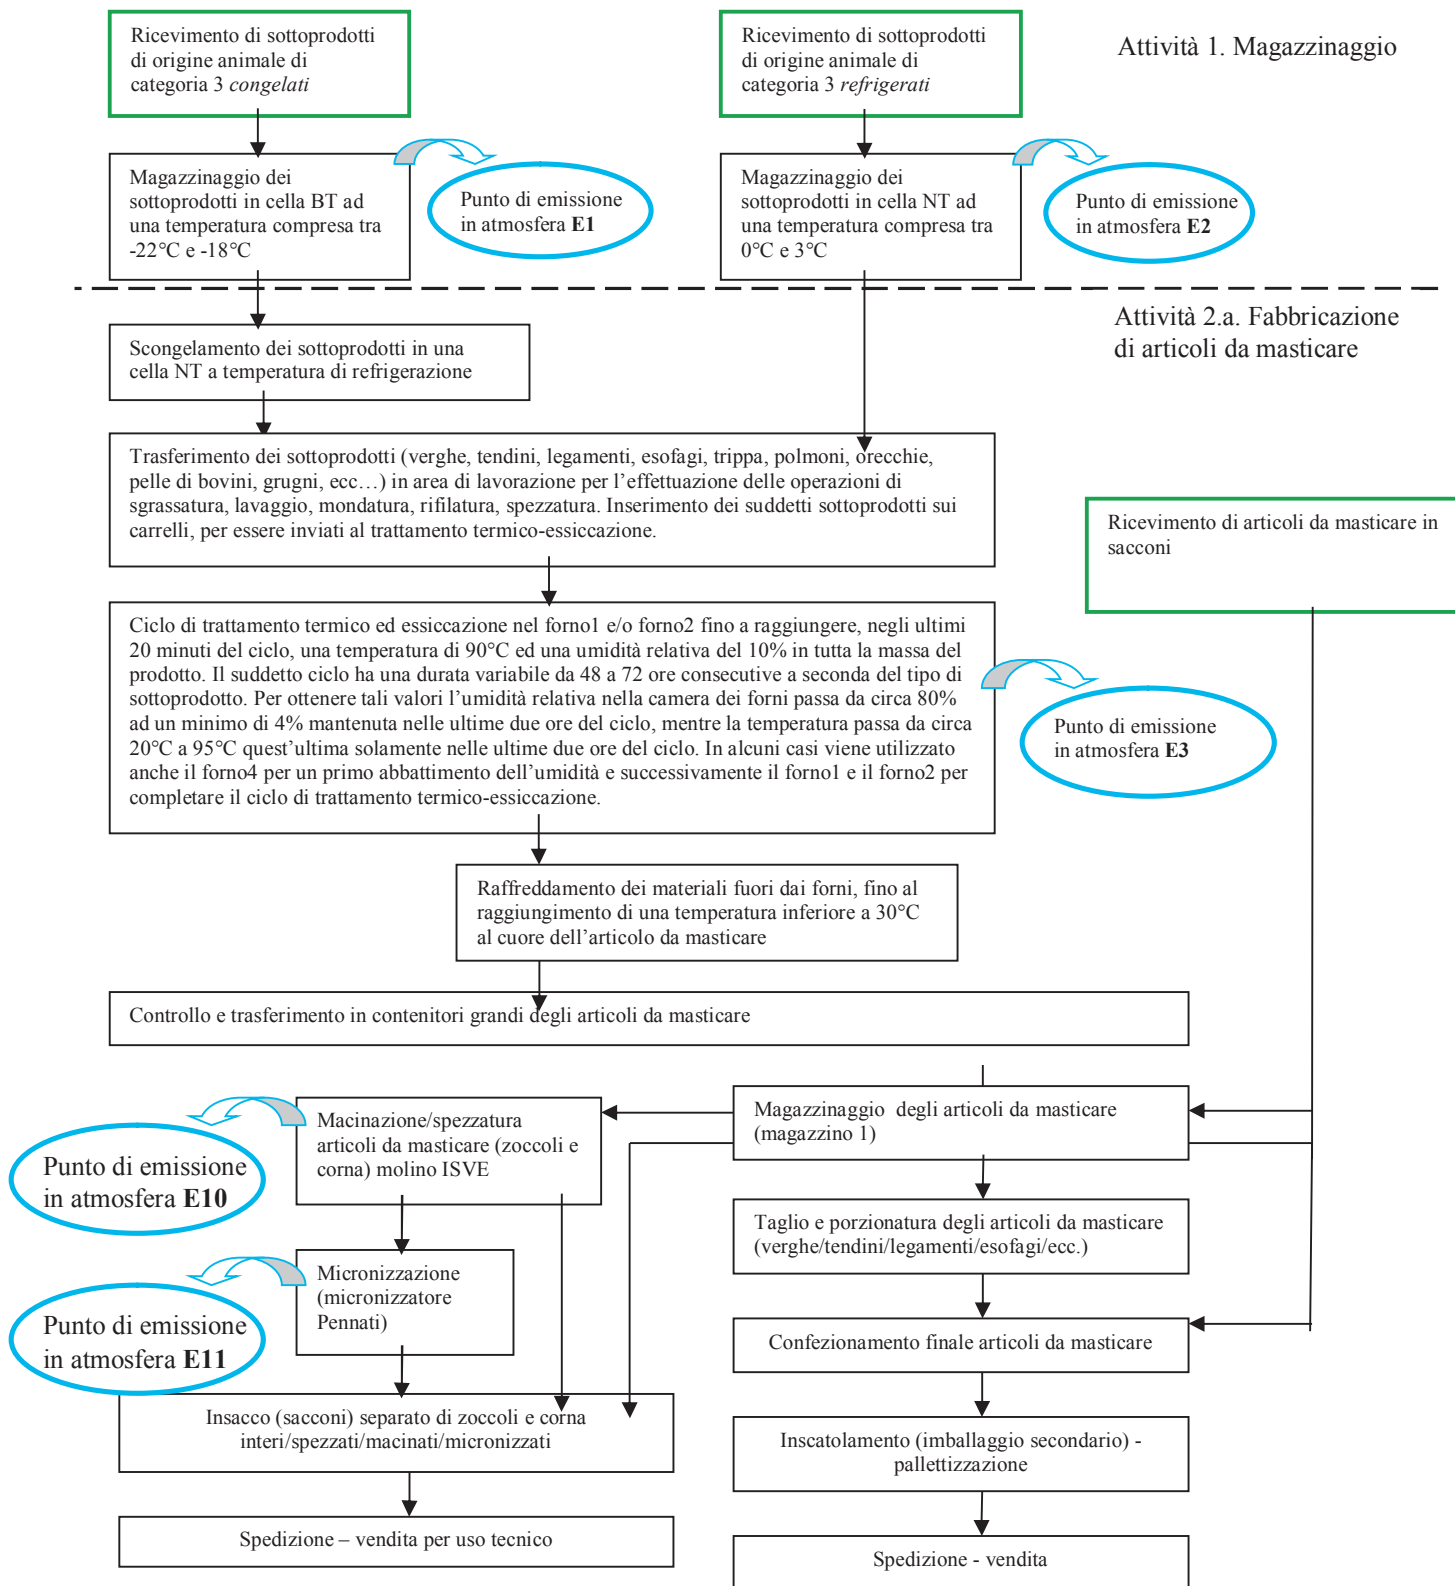 Ricevimento di sottoprodotti
di origine animale di
categoria 3 congelati
Ricevimento di sottoprodotti
di origine animale di
categoria 3 refrigerati
Attività 1. Magazzinaggio
Magazzinaggio dei
sottoprodotti in cella BT ad
una temperatura compresa tra
-22°C e -18°C
Punto di emissione
in atmosfera E1
Magazzinaggio dei
sottoprodotti in cella NT ad
una temperatura compresa tra
0°C e 3°C
Punto di emissione
in atmosfera E2
Attività 2.a. Fabbricazione
di articoli da masticare
Scongelamento dei sottoprodotti in una
cella NT a temperatura di refrigerazione
Trasferimento dei sottoprodotti (verghe, tendini, legamenti, esofagi, trippa, polmoni, orecchie,
pelle di bovini, grugni, ecc…) in area di lavorazione per l’effettuazione delle operazioni di
sgrassatura, lavaggio, mondatura, rifilatura, spezzatura. Inserimento dei suddetti sottoprodotti sui
carrelli, per essere inviati al trattamento termico-essiccazione.
Ricevimento di articoli da masticare in
sacconi
Ciclo di trattamento termico ed essiccazione nel forno1 e/o forno2 fino a raggiungere, negli ultimi
20 minuti del ciclo, una temperatura di 90°C ed una umidità relativa del 10% in tutta la massa del
prodotto. Il suddetto ciclo ha una durata variabile da 48 a 72 ore consecutive a seconda del tipo di
sottoprodotto. Per ottenere tali valori l’umidità relativa nella camera dei forni passa da circa 80%
ad un minimo di 4% mantenuta nelle ultime due ore del ciclo, mentre la temperatura passa da circa
20°C a 95°C quest’ultima solamente nelle ultime due ore del ciclo. In alcuni casi viene utilizzato
anche il forno4 per un primo abbattimento dell’umidità e successivamente il forno1 e il forno2 per
completare il ciclo di trattamento termico-essiccazione.
Punto di emissione
in atmosfera E3
Raffreddamento dei materiali fuori dai forni, fino al
raggiungimento di una temperatura inferiore a 30°C
al cuore dell’articolo da masticare
Controllo e trasferimento in contenitori grandi degli articoli da masticare
Punto di emissione
in atmosfera E10
Macinazione/spezzatura
articoli da masticare (zoccoli e
corna) molino ISVE
Magazzinaggio degli articoli da masticare
(magazzino 1)
Taglio e porzionatura degli articoli da masticare
(verghe/tendini/legamenti/esofagi/ecc.)
Punto di emissione
in atmosfera E11
Micronizzazione
(micronizzatore
Pennati)
Confezionamento finale articoli da masticare
Insacco (sacconi) separato di zoccoli e corna
interi/spezzati/macinati/micronizzati
Inscatolamento (imballaggio secondario) -
pallettizzazione
Spedizione – vendita per uso tecnico
Spedizione - vendita